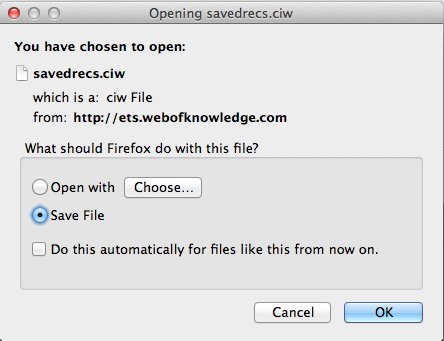 Opening savedrecs.ciw
You have chosen to open:
savedrecs.ciw
which is a: ciw File
from: http://ets.webofknowledge.com
What should Firefox do with this file?
Open with Choose...
Save File
Do this automatically for files like this from now on.
Cancel OK